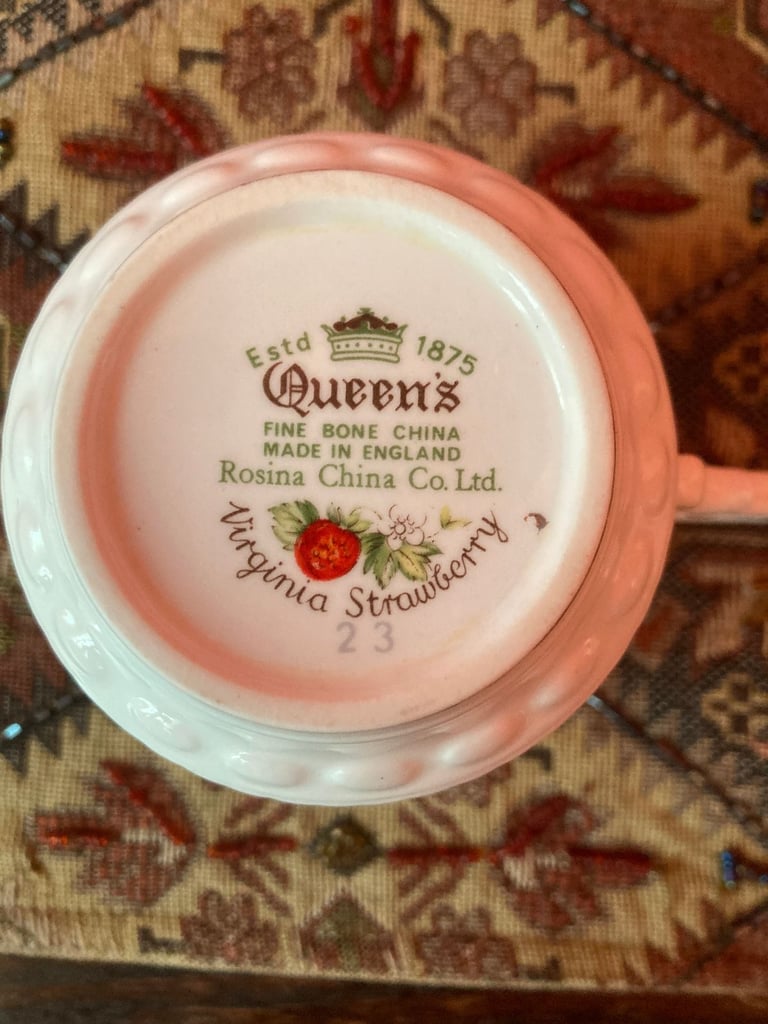 Estd 1875
Queen's
FINE BONE CHINA
MADE IN ENGLAND
Rosina China Co. Ltd.
Virginia Strawberry
23